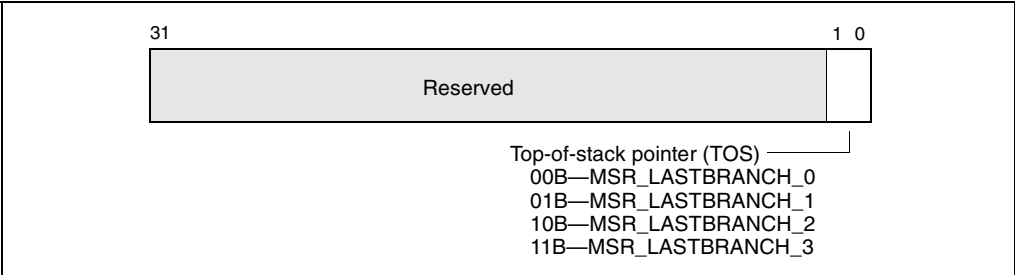 31 1 0
Reserved
Top-of-stack pointer (TOS)
00B—MSR_LASTBRANCH_0
01B—MSR_LASTBRANCH_1
10B—MSR_LASTBRANCH_2
11B—MSR_LASTBRANCH_3